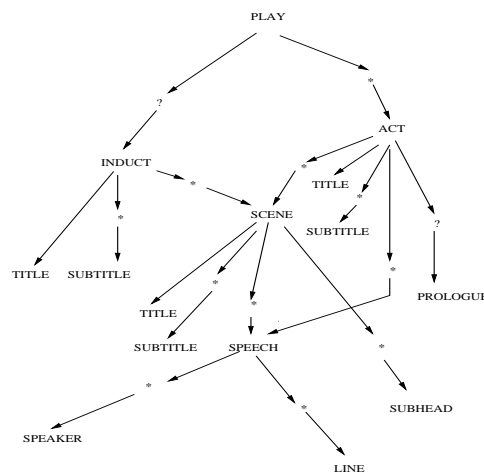 PLAY
*
?
ACT
INDUCT
*
*
TITLE
*
*
SCENE
SUBTITLE
?
TITLE
SUBTITLE
*
*
*
PROLOGUE
TITLE
SUBTITLE
SPEECH
*
*
SUBHEAD
*
SPEAKER
LINE